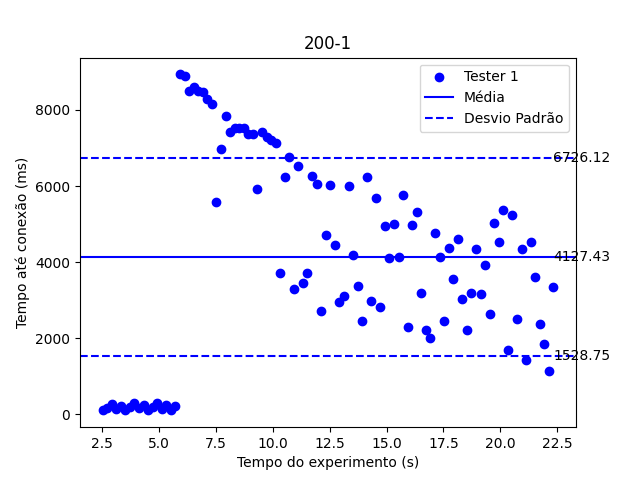 200-1
Tester 1
Média
Desvio Padrão
Tempo até conexão (ms)
8000
6000
4000
2000
0
6726.12
4127.43
1528.75
2.5 5.0 7.5 10.0 12.5 15.0 17.5 20.0 22.5
Tempo do experimento (s)